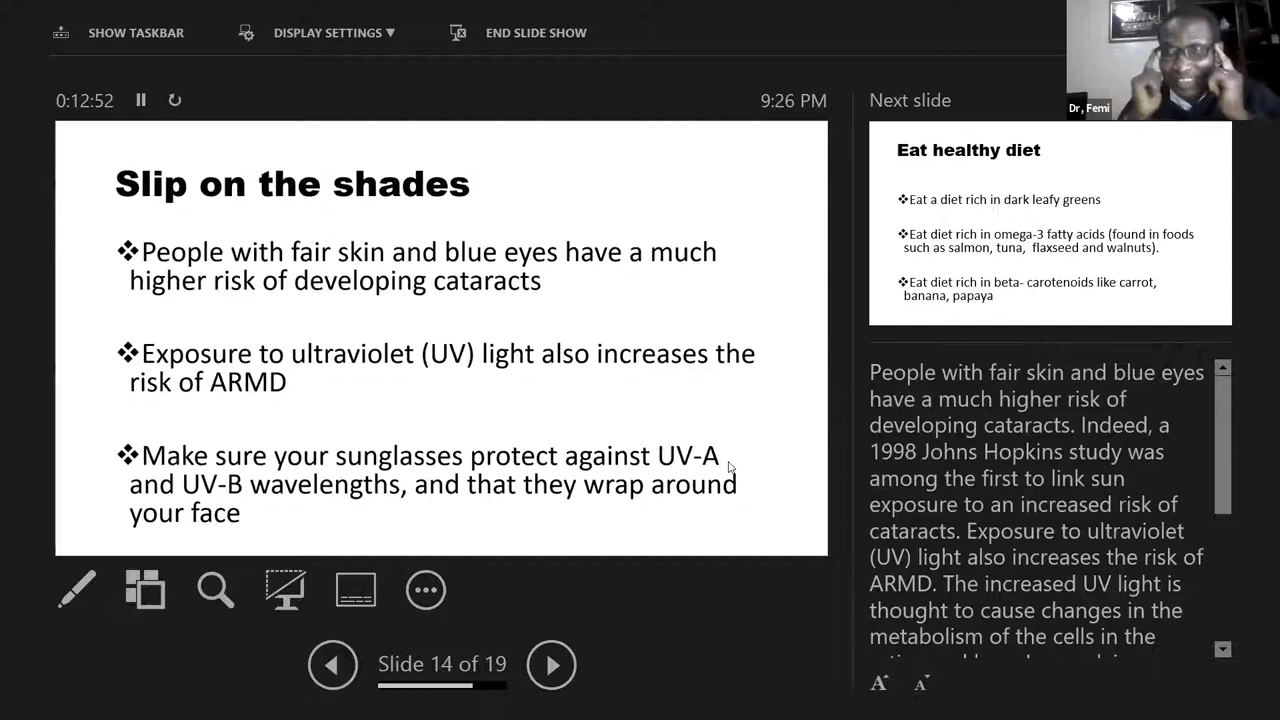 SHOW TASKBAR
DISPLAY SETTINGS ▼
END SLIDE SHOW
Dr, Femi
0:12:52
9:26 PM
Slip on the shades
❖People with fair skin and blue eyes have a much
higher risk of developing cataracts
❖Exposure to ultraviolet (UV) light also increases the
risk of ARMD
❖Make sure your sunglasses protect against UV-A
and UV-B wavelengths, and that they wrap around
your face
Slide 14 of 19
Next slide
Eat healthy diet
❖Eat a diet rich in dark leafy greens
❖Eat diet rich in omega-3 fatty acids (found in foods
such as salmon, tuna, flaxseed and walnuts).
❖Eat diet rich in beta- carotenoids like carrot,
banana, papaya
People with fair skin and blue eyes
have a much higher risk of
developing cataracts. Indeed, a
1998 Johns Hopkins study was
among the first to link sun
exposure to an increased risk of
cataracts. Exposure to ultraviolet
(UV) light also increases the risk of
ARMD. The increased UV light is
thought to cause changes in the
metabolism of the cells in the
A A